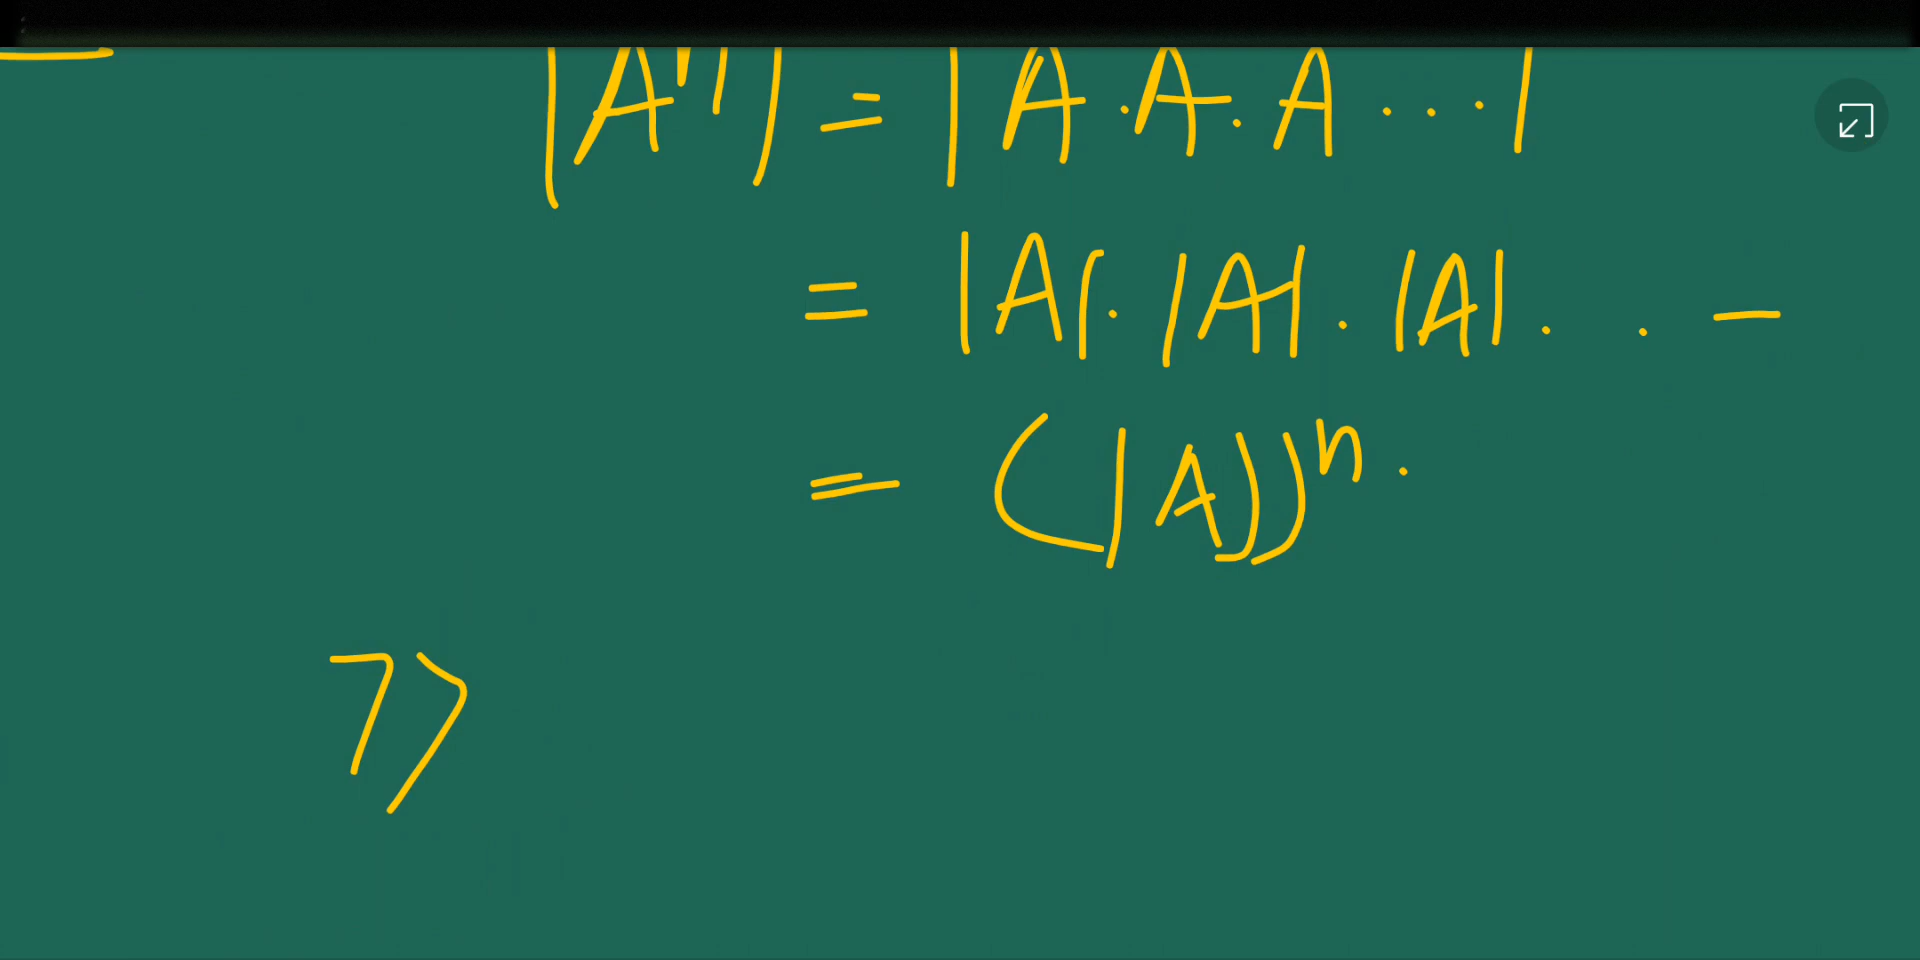 |Aⁿ| = |A.A.A...|
= |A|.|A|.|A|. . -
= (|A|)ⁿ.
7>